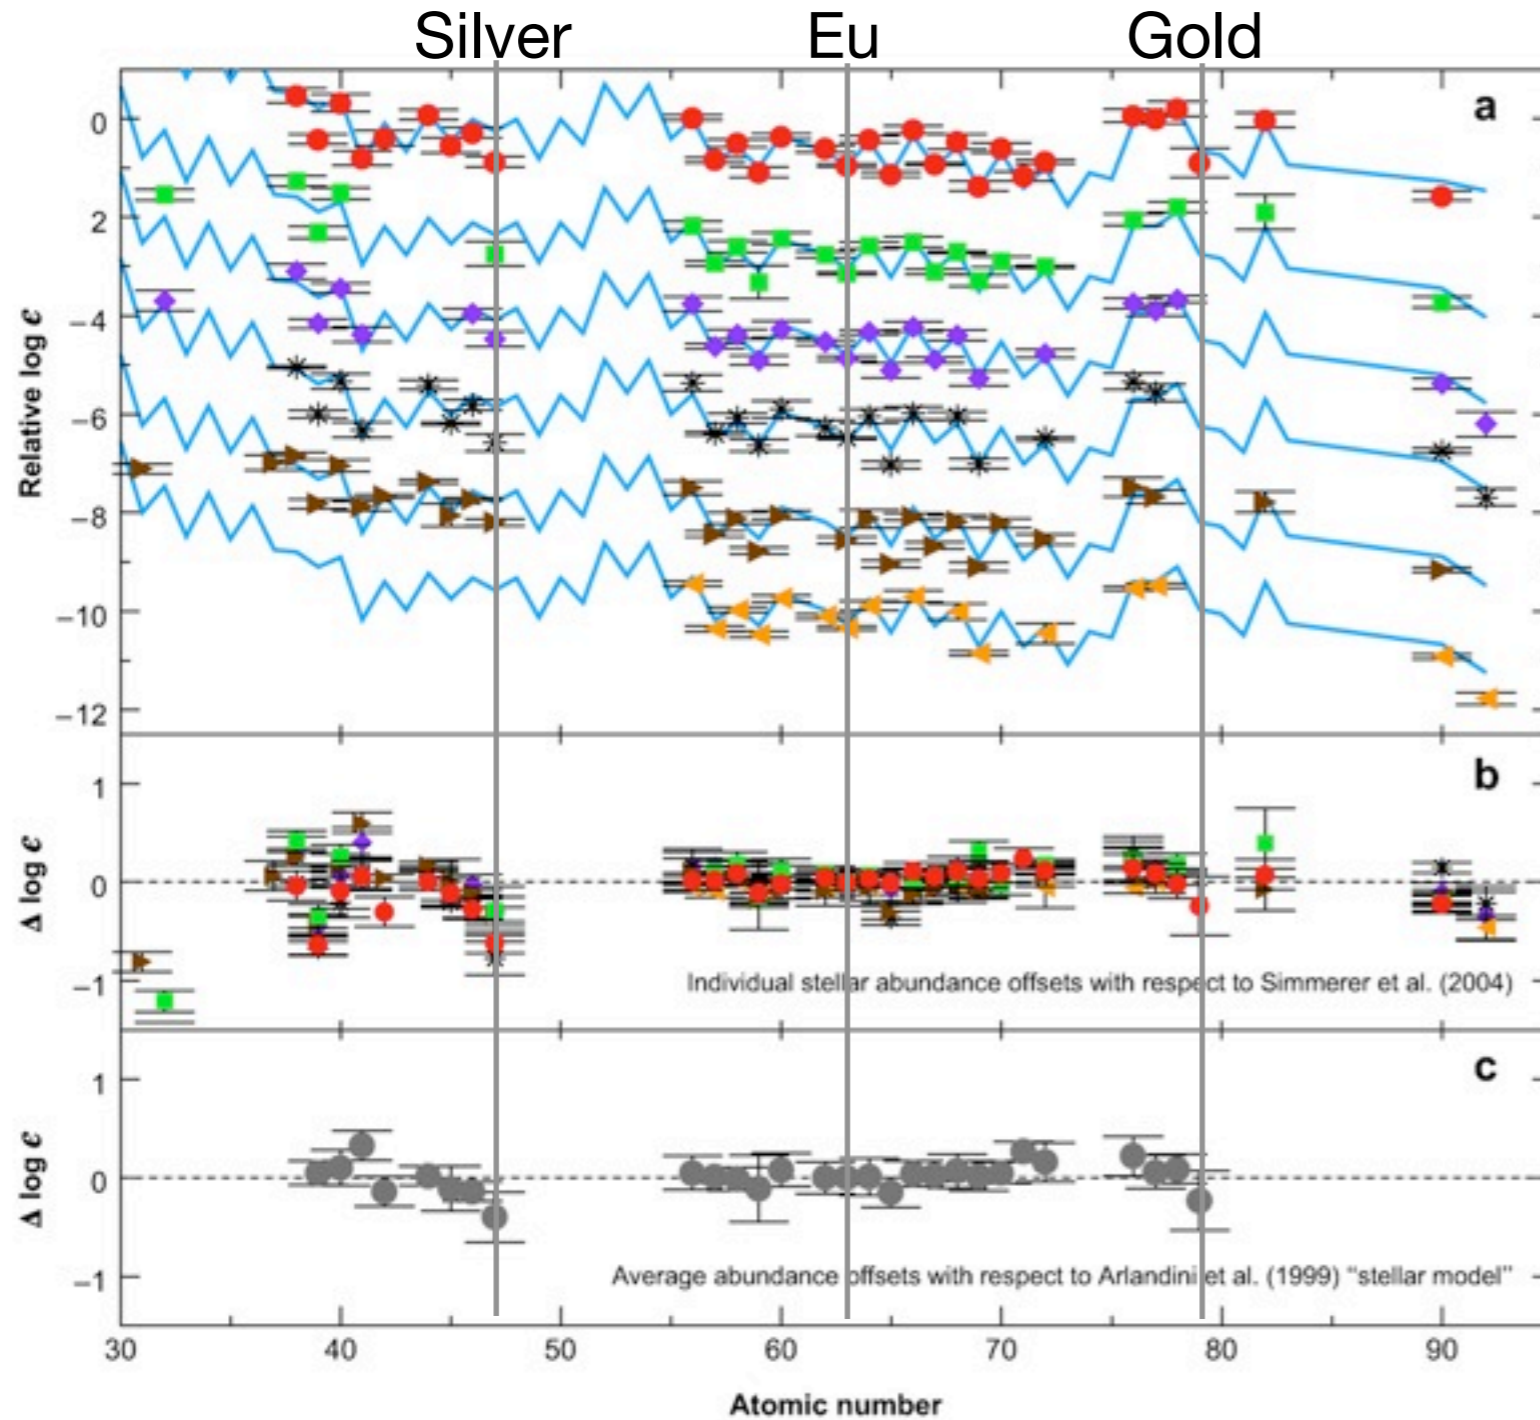 Silver Eu Gold
a
0
2
−4
−6
−8
−10
−12
Relative log ε
b
1
0
−1
Δ log ε
Individual stellar abundance offsets with respect to Simmerer et al. (2004)
c
1
0
−1
Δ log ε
Average abundance offsets with respect to Arlandini et al. (1999) "stellar model"
30 40 50 60 70 80 90
Atomic number